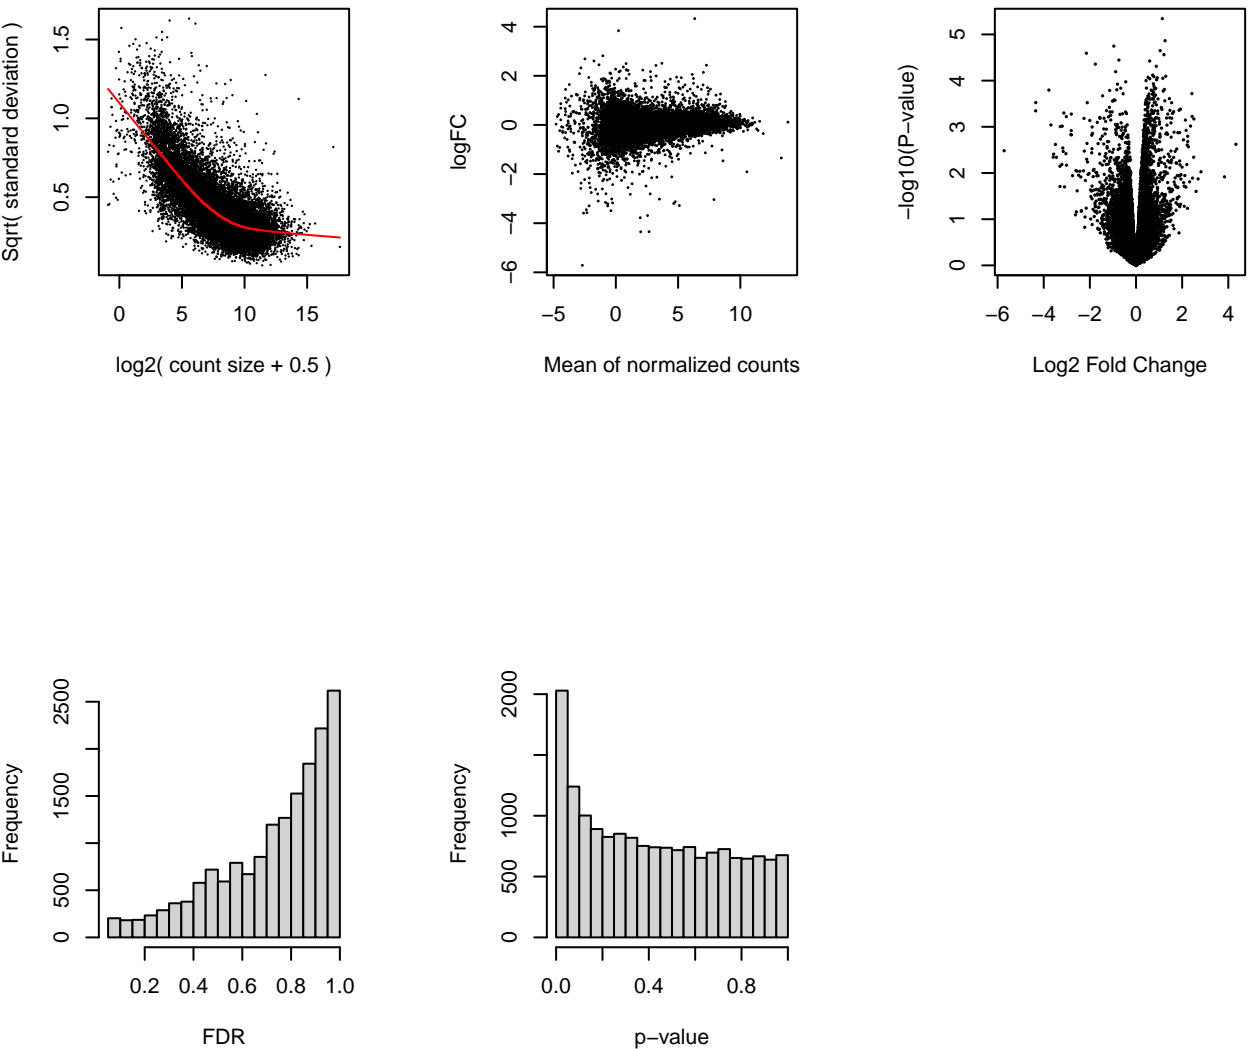 Sqrt( standard deviation )
0.5 1.0 1.5
0 5 10 15
log2( count size + 0.5 )
logFC
−6 −4 −2 0 2 4
−5 0 5 10
Mean of normalized counts
−log10(P−value)
0 1 2 3 4 5
−6 −4 −2 0 2 4
Log2 Fold Change
Frequency
0 500 1500 2500
0.2 0.4 0.6 0.8 1.0
FDR
Frequency
0 500 1000 2000
0.0 0.4 0.8
p−value